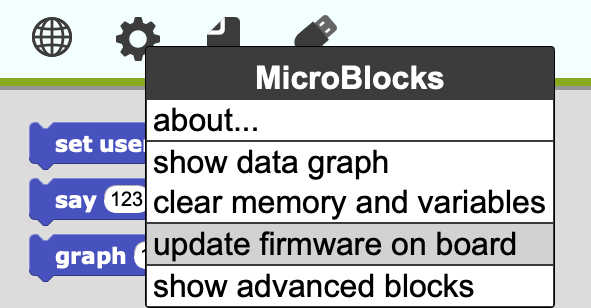 MicroBlocks
about...
set use
show data graph
say 123
clear memory and variables
graph
update firmware on board
show advanced blocks